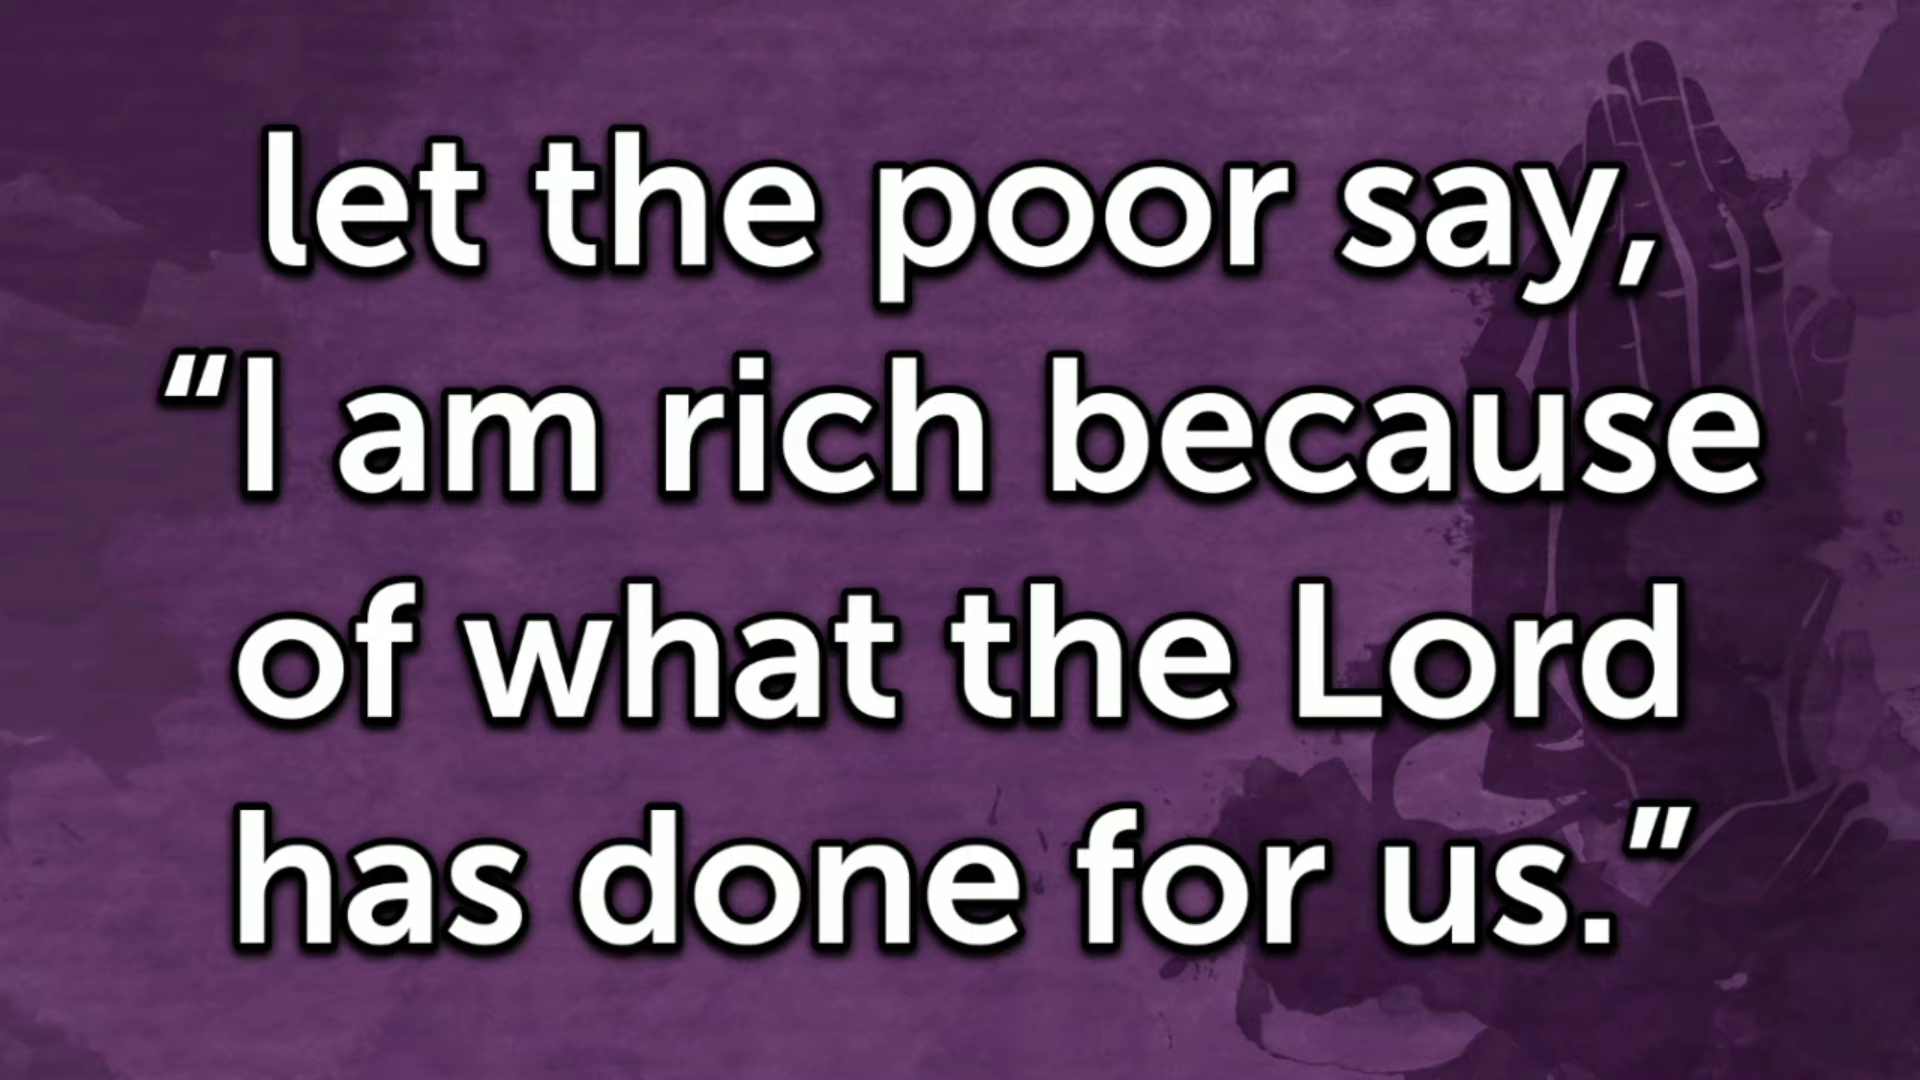 let the poor say,
“I am rich because
of what the Lord
has done for us.”